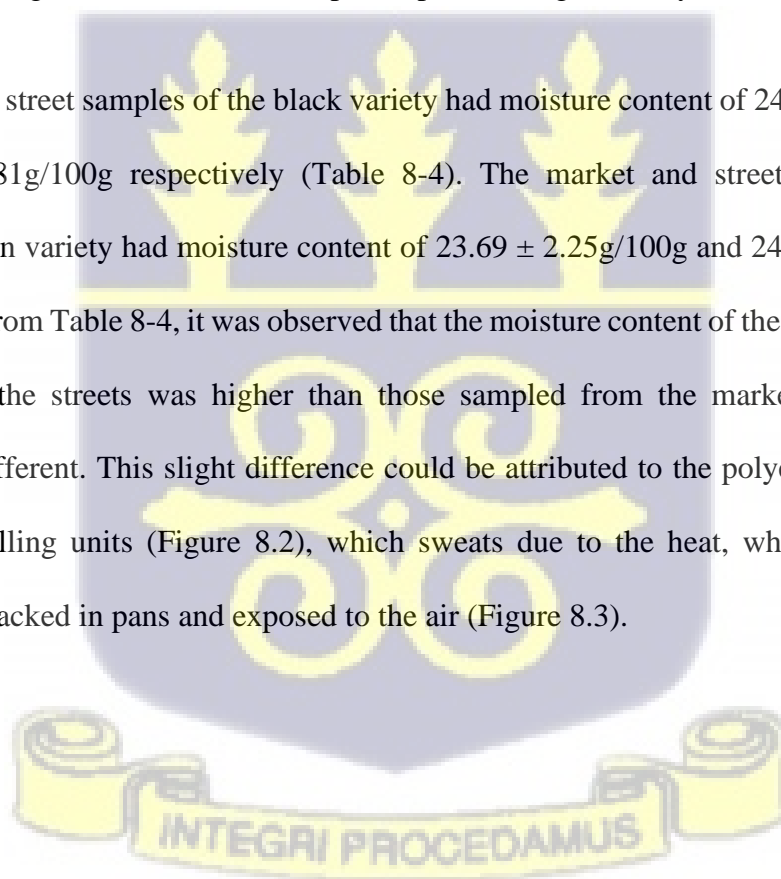 street samples of the black variety had moisture content of 24
81g/100g respectively (Table 8-4). The market and street
n variety had moisture content of 23.69 ± 2.25g/100g and 24
rom Table 8-4, it was observed that the moisture content of the
the streets was higher than those sampled from the marke
fferent. This slight difference could be attributed to the
lling units (Figure 8.2), which sweats due to the heat, wh
acked in pans and exposed to the air (Figure 8.3).
INTEGRI PROCEDAMUS